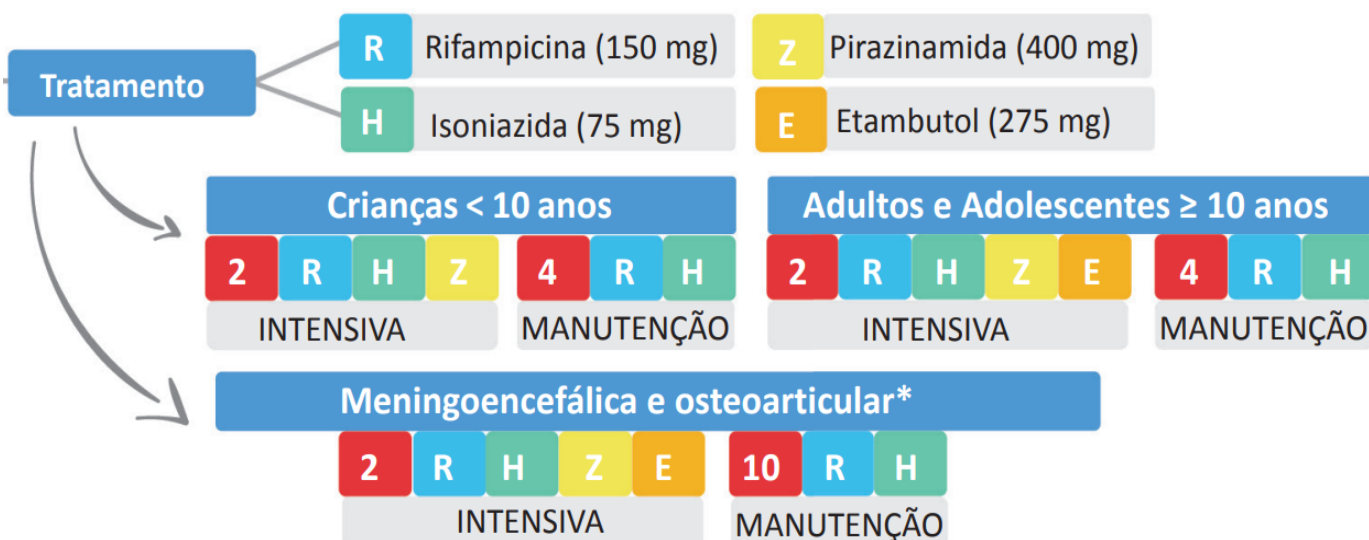 Tratamento
R Rifampicina (150 mg)
Z Pirazinamida (400 mg)
H Isoniazida (75 mg)
E Etambutol (275 mg)
Crianças < 10 anos
2 R H Z 4 R H
INTENSIVA MANUTENÇÃO
Adultos e Adolescentes ≥ 10 anos
2 R H Z E 4 R H
INTENSIVA MANUTENÇÃO
Meningoencefálica e osteoarticular*
2 R H Z E 10 R H
INTENSIVA MANUTENÇÃO